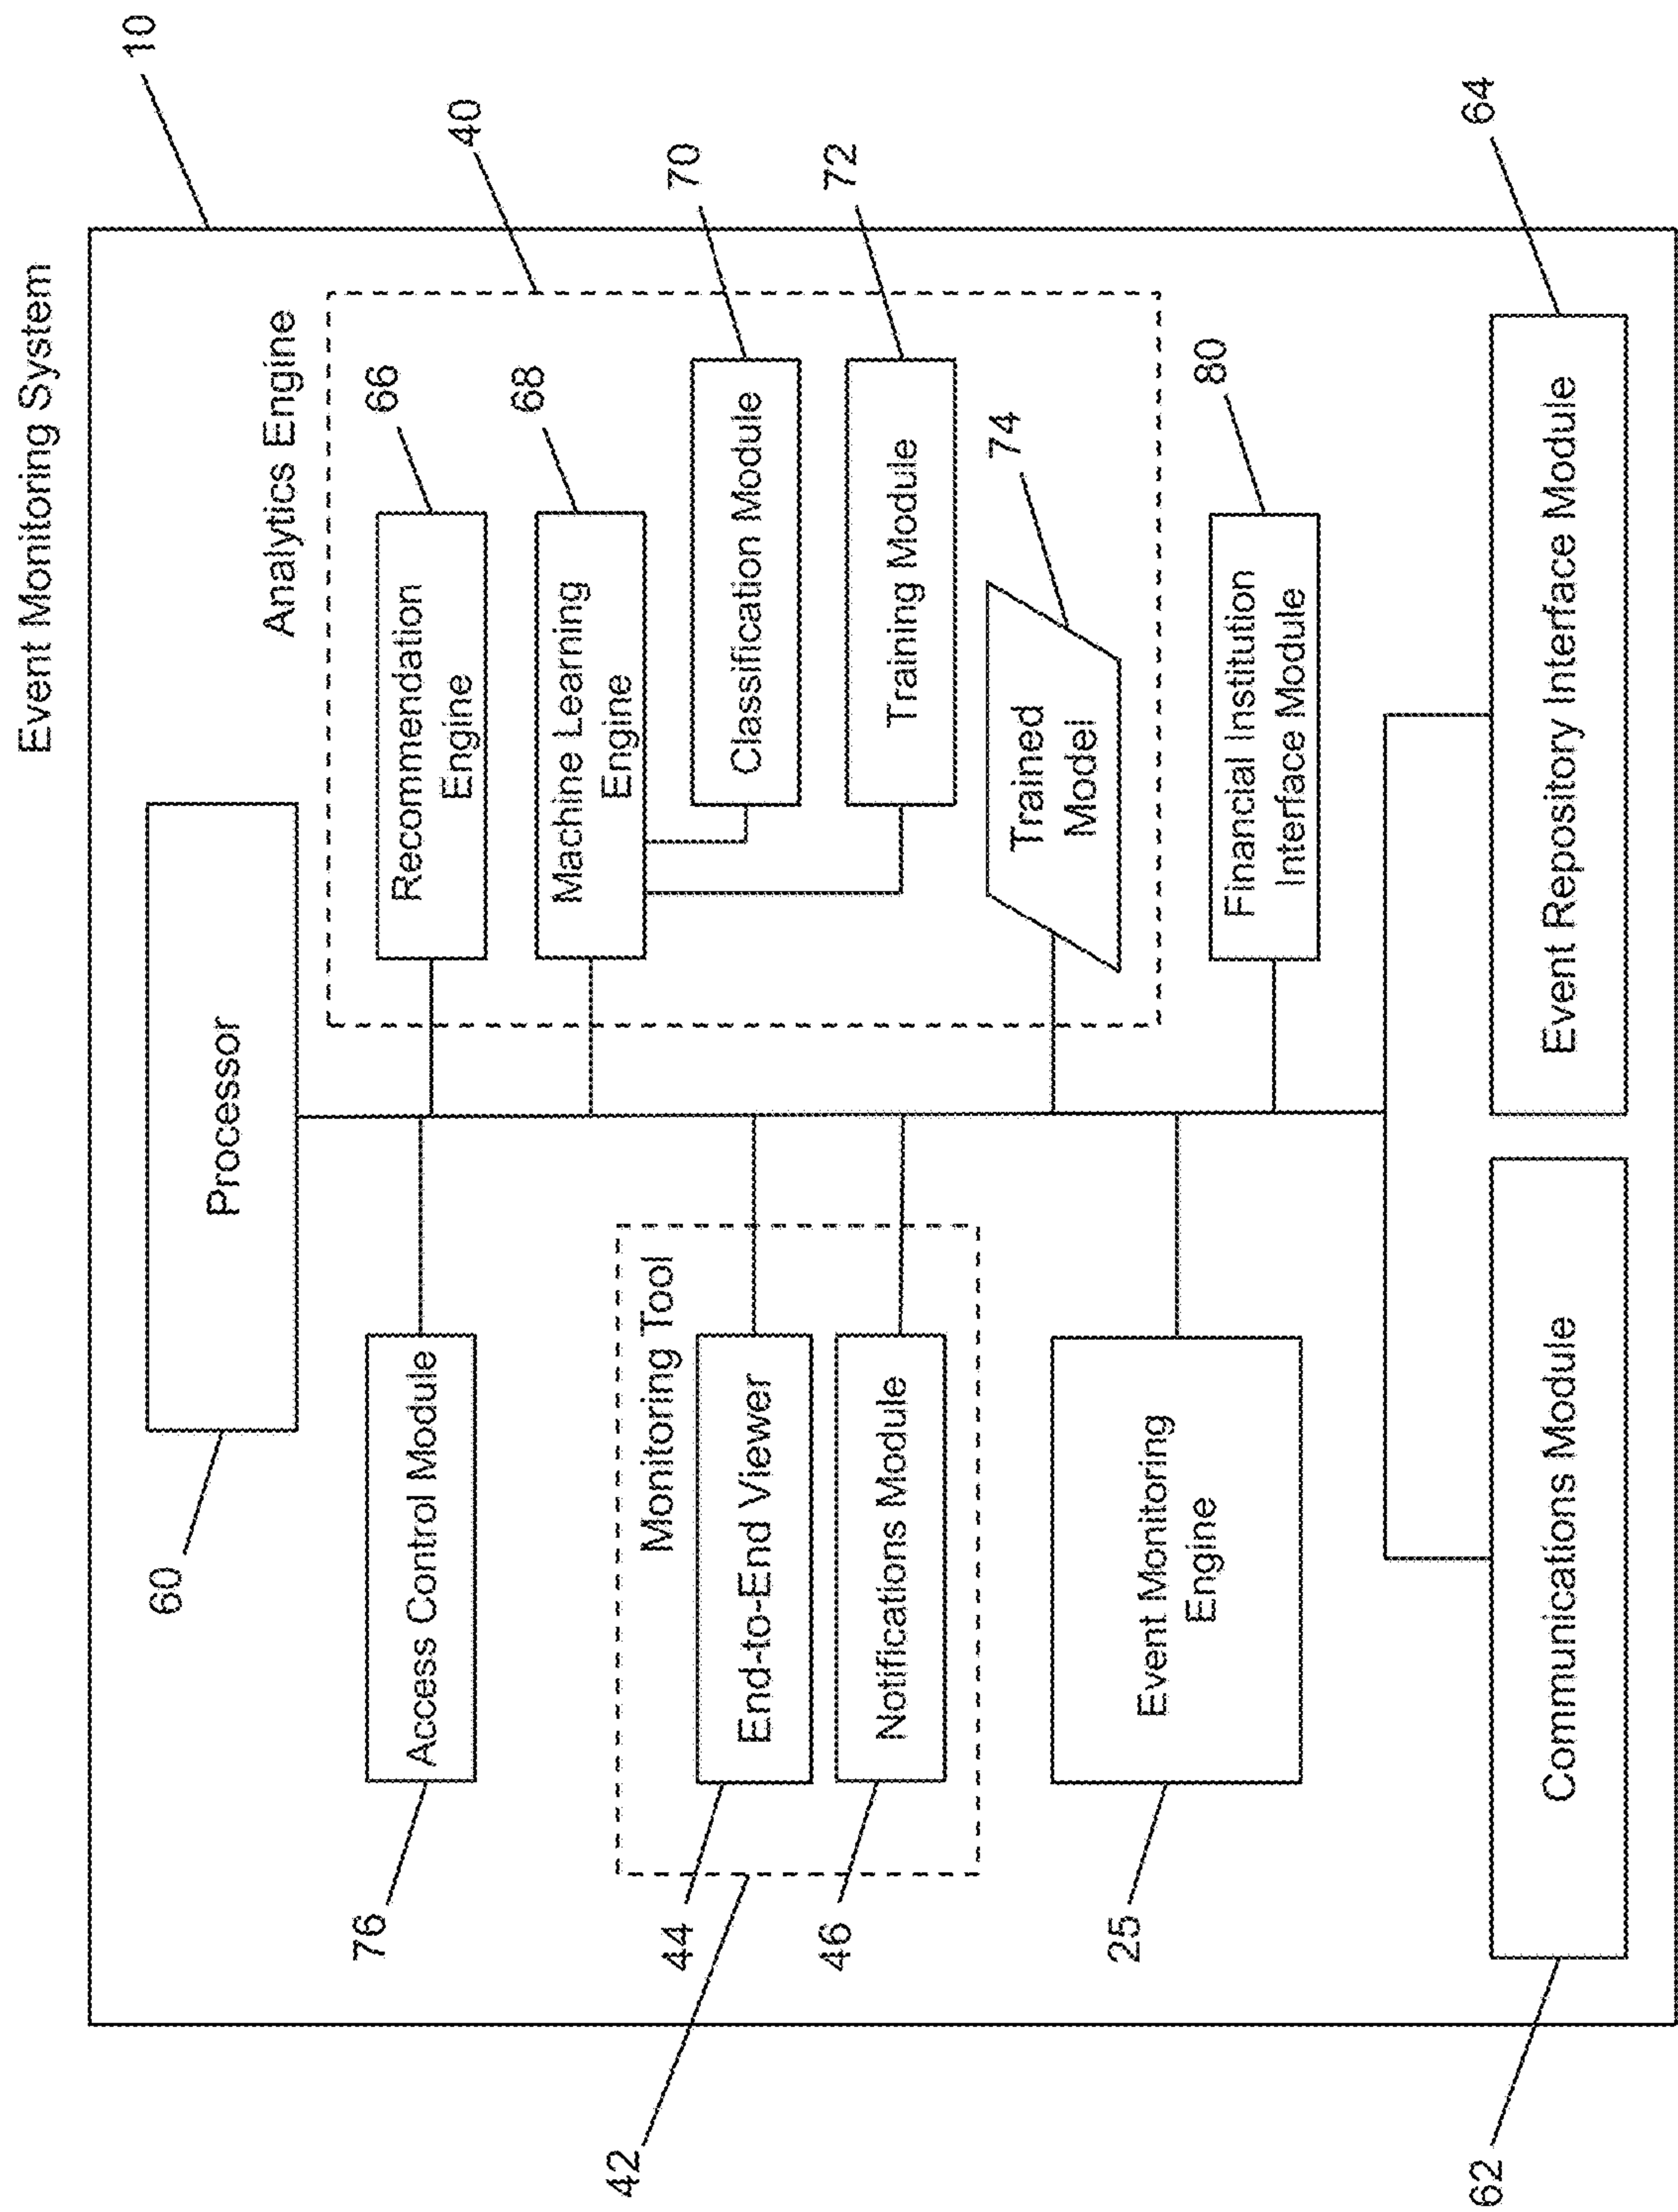 Event Monitoring System
10
Processor
60
Analytics Engine
40
Access Control Module
76
Recommendation
Engine
66
Machine Learning
Engine
68
Classification Module
70
Training Module
72
Trained
Model
74
Monitoring Tool
42
End-to-End Viewer
44
Notifications Module
46
Event Monitoring
Engine
25
Financial Institution
Interface Module
80
Communications Module
62
Event Repository Interface Module
64